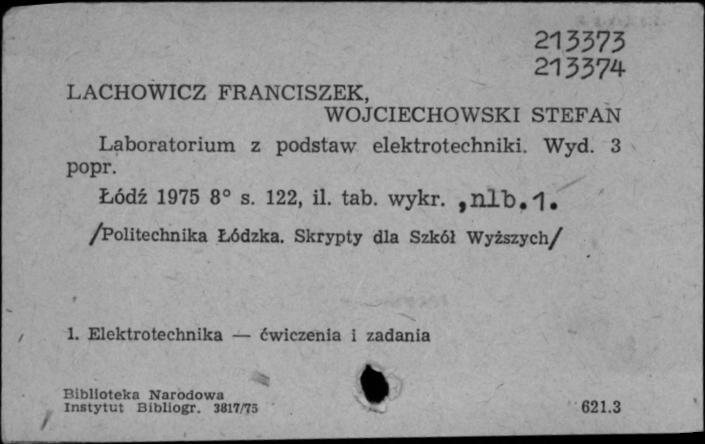 213373
213374
LACHOWICZ FRANCISZEK,
WOJCIECHOWSKI STEFAN
Laboratorium z podstaw elektrotechniki. Wyd. 3
popr.
Łódź 1975 8° s. 122, il. tab. wykr. ,nlb.1.
/Politechnika Łódzka. Skrypty dla Szkół Wyższych/
1. Elektrotechnika — ćwiczenia i zadania
Biblioteka Narodowa
Instytut Bibliogr. 3817/75 621.3